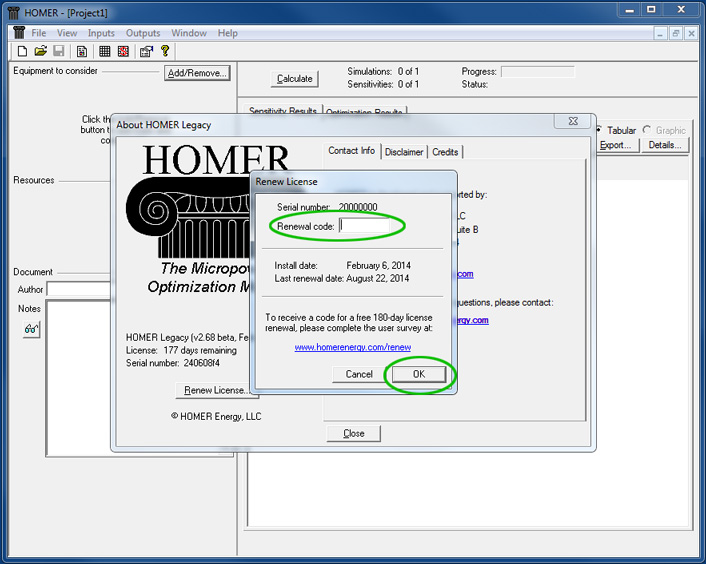 HOMER - [Project1]
File View Inputs Outputs Window Help
Equipment to consider
Add/Remove...
Calculate
Simulations: 0 of 1
Sensitivities: 0 of 1
Progress:
Status:
Click th
button t
co
Sensitivity Results
Optimization Results
Tabular
Graphic
Export...
Details...
Resources
Document
Author
Notes
About HOMER Legacy
HOMER
The Micropow
Optimization M
HOMER Legacy (v2.68 beta, Fe
License: 177 days remaining
Serial number: 240608f4
Renew License...
© HOMER Energy, LLC
Contact Info
Disclaimer
Credits
orted by:
LC
uite B
4
com
uestions, please contact:
ergy.com
Close
Renew License
Serial number: 20000000
Renewal code:
Install date: February 6, 2014
Last renewal date: August 22, 2014
To receive a code for a free 180-day license
renewal, please complete the user survey at:
www.homerenergy.com/renew
Cancel
OK